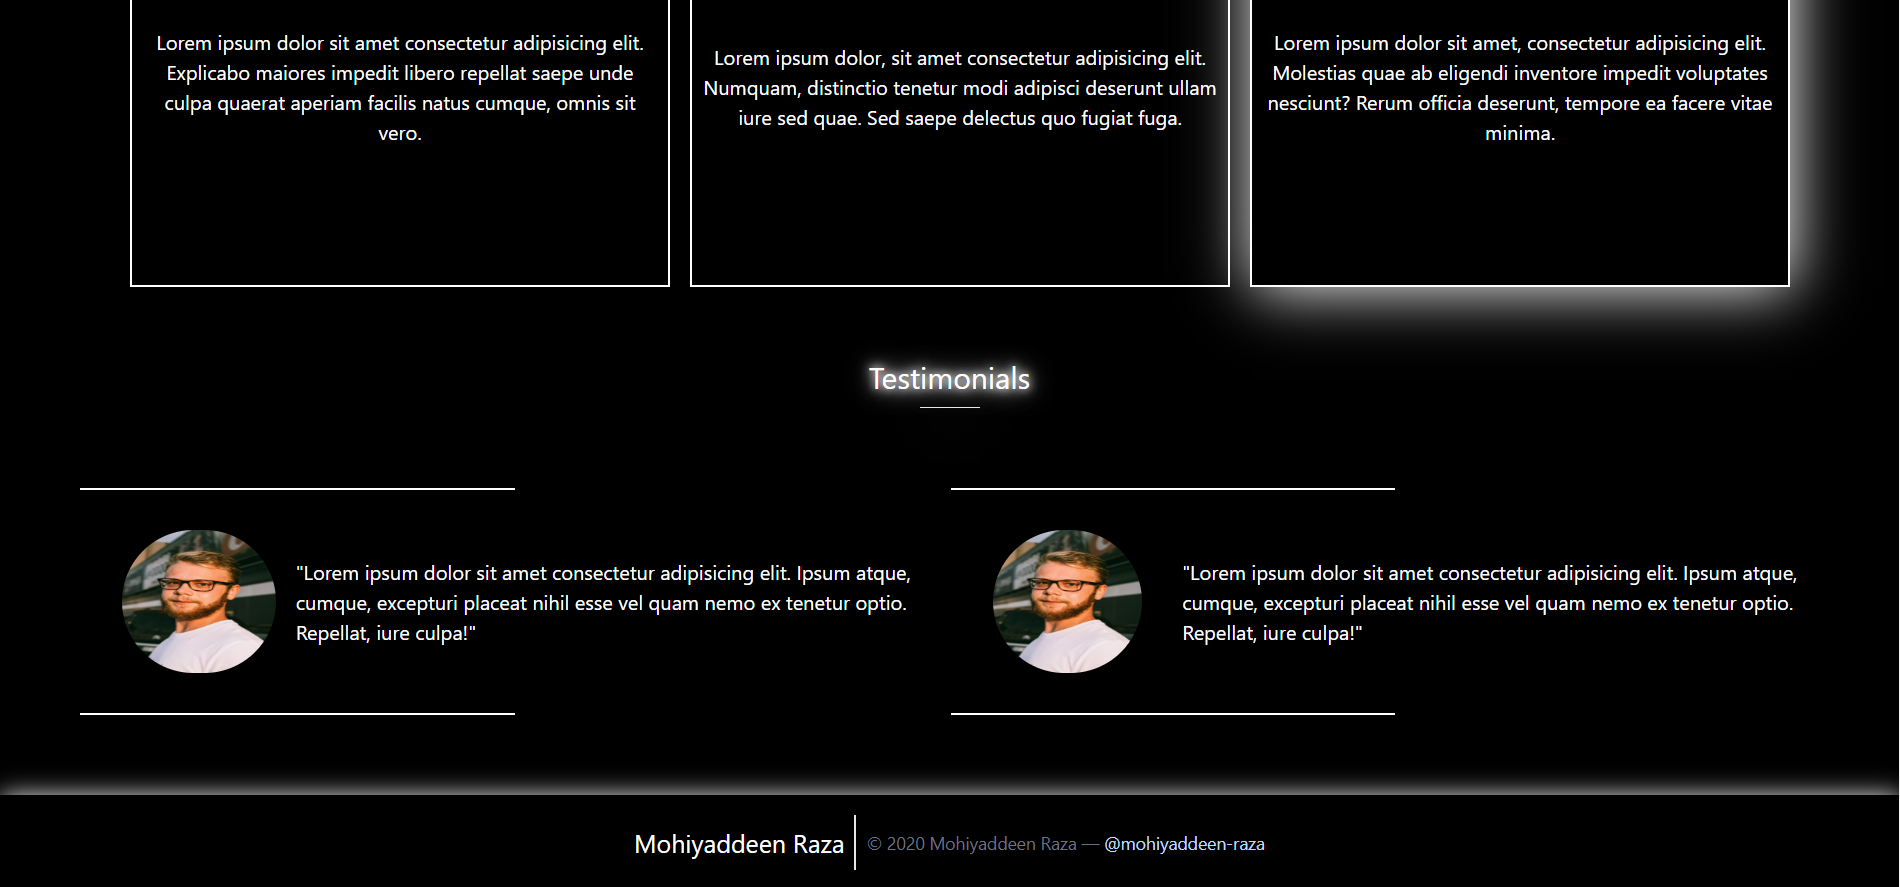 Lorem ipsum dolor sit amet consectetur adipisicing elit.
Explicabo maiores impedit libero repellat saepe unde
culpa quaerat aperiam facilis natus cumque, omnis sit
vero.
Lorem ipsum dolor, sit amet consectetur adipisicing elit.
Numquam, distinctio tenetur modi adipisci deserunt ullam
iure sed quae. Sed saepe delectus quo fugiat fuga.
Lorem ipsum dolor sit amet, consectetur adipisicing elit.
Molestias quae ab eligendi inventore impedit voluptates
nesciunt? Rerum officia deserunt, tempore ea facere vitae
minima.
Testimonials
"Lorem ipsum dolor sit amet consectetur adipisicing elit. Ipsum atque,
cumque, excepturi placeat nihil esse vel quam nemo ex tenetur optio.
Repellat, iure culpa!"
"Lorem ipsum dolor sit amet consectetur adipisicing elit. Ipsum atque,
cumque, excepturi placeat nihil esse vel quam nemo ex tenetur optio.
Repellat, iure culpa!"
Mohiyaddeen Raza
© 2020 Mohiyaddeen Raza — @mohiyaddeen-raza